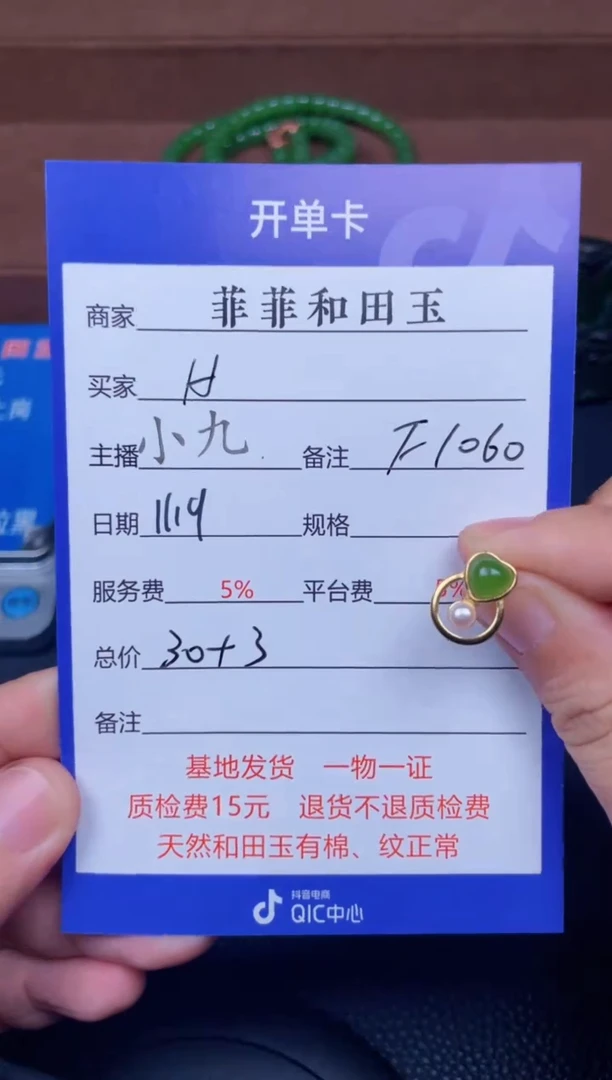 开单卡
商家 菲菲和田玉
买家 H
主播 小九 备注 F1060
日期 11.19 规格
服务费 5% 平台费 %
总价 30+3
备注
基地发货 一物一证
质检费15元 退货不退质检费
天然和田玉有棉、纹正常
抖音电商
QIC中心